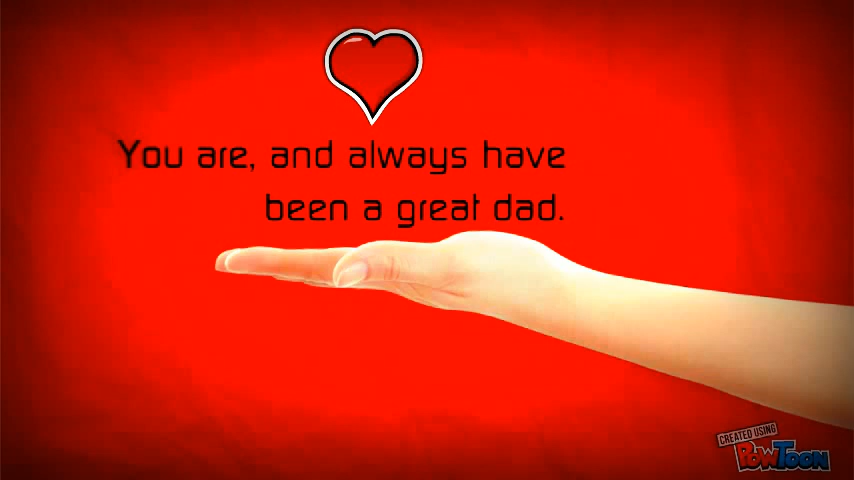 You are, and always have
been a great dad.
CREATED USING
POWTOON